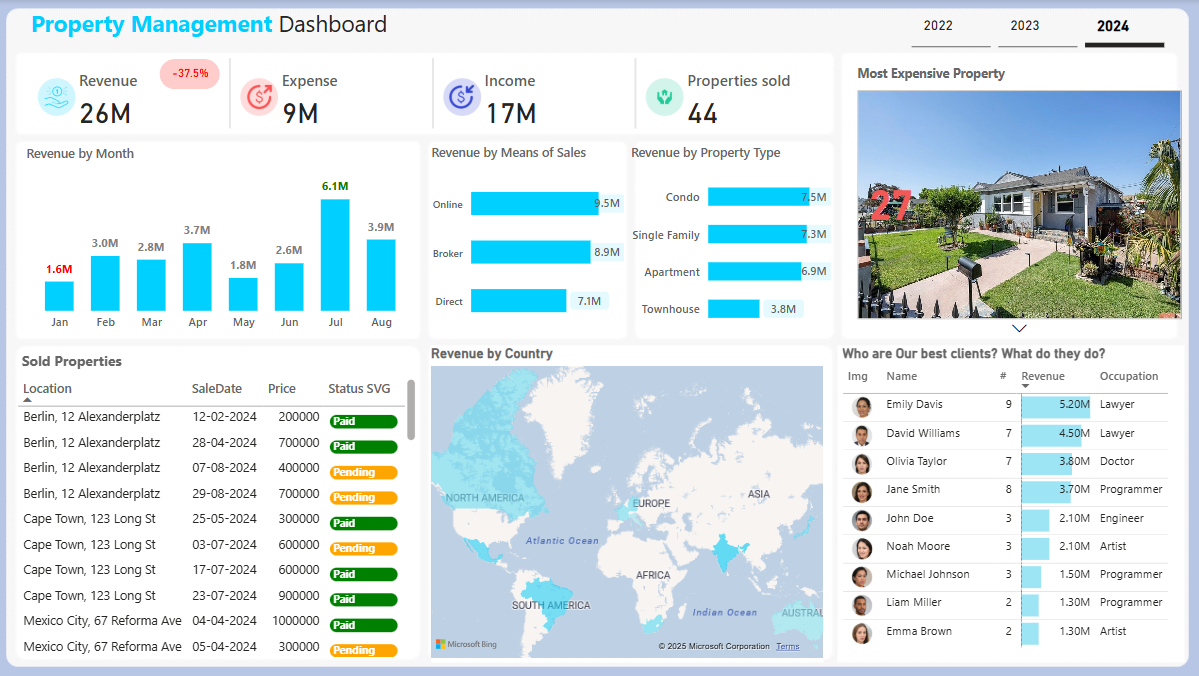 Property Management Dashboard
2022 2023 2024
Revenue -37.5%
26M
Expense
9M
Income
17M
Properties sold
44
Most Expensive Property
27
Revenue by Month
1.6M 3.0M 2.8M 3.7M 1.8M 2.6M 6.1M 3.9M
Jan Feb Mar Apr May Jun Jul Aug
Revenue by Means of Sales
Online 9.5M
Broker 8.9M
Direct 7.1M
Revenue by Property Type
Condo 7.5M
Single Family 7.3M
Apartment 6.9M
Townhouse 3.8M
Sold Properties
Location SaleDate Price Status SVG
Berlin, 12 Alexanderplatz 12-02-2024 200000 Paid
Berlin, 12 Alexanderplatz 28-04-2024 700000 Paid
Berlin, 12 Alexanderplatz 07-08-2024 400000 Pending
Berlin, 12 Alexanderplatz 29-08-2024 700000 Pending
Cape Town, 123 Long St 25-05-2024 300000 Paid
Cape Town, 123 Long St 03-07-2024 600000 Pending
Cape Town, 123 Long St 17-07-2024 600000 Paid
Cape Town, 123 Long St 23-07-2024 900000 Paid
Mexico City, 67 Reforma Ave 04-04-2024 1000000 Paid
Mexico City, 67 Reforma Ave 05-04-2024 300000 Pending
Revenue by Country
NORTH AMERICA
EUROPE
ASIA
Atlantic Ocean
AFRICA
SOUTH AMERICA
Indian Ocean
AUSTRAL
Microsoft Bing
© 2025 Microsoft Corporation Terms
Who are Our best clients? What do they do?
Img Name # Revenue Occupation
Emily Davis 9 5.20M Lawyer
David Williams 7 4.50M Lawyer
Olivia Taylor 7 3.80M Doctor
Jane Smith 8 3.70M Programmer
John Doe 3 2.10M Engineer
Noah Moore 3 2.10M Artist
Michael Johnson 3 1.50M Programmer
Liam Miller 2 1.30M Programmer
Emma Brown 2 1.30M Artist